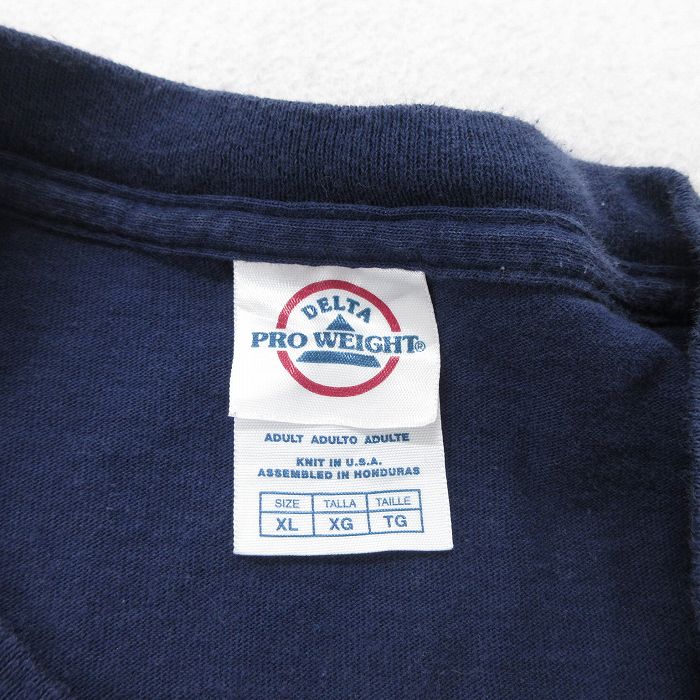 DELTA
PRO WEIGHT®
ADULT ADULTO ADULTE
KNIT IN U.S.A.
ASSEMBLED IN HONDURAS
SIZE TALLA TAILLE
XL XG TG